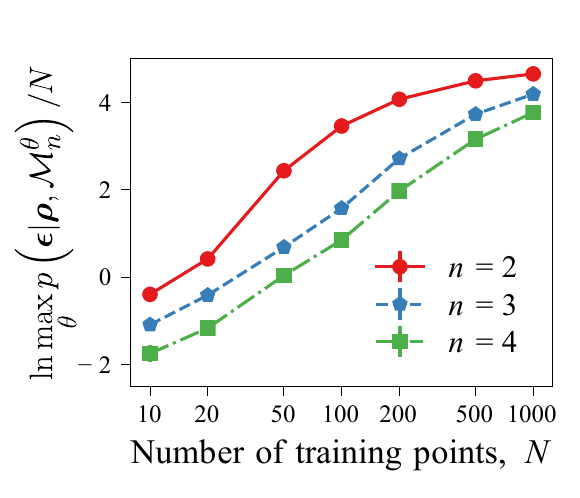 ln max_θ p (ϵ|ρ, ℳ_n^θ) /N
4
2
0
−2
n = 2
n = 3
n = 4
10 20 50 100 200 500 1000
Number of training points, N